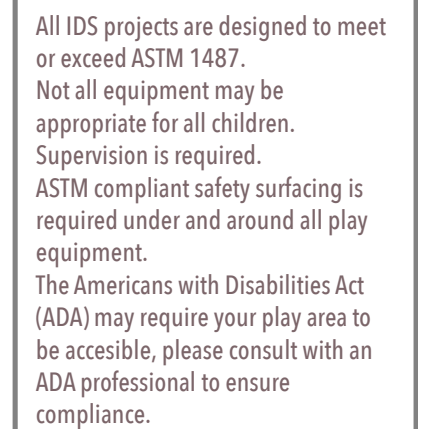 All IDS projects are designed to meet
or exceed ASTM 1487.
Not all equipment may be
appropriate for all children.
Supervision is required.
ASTM compliant safety surfacing is
required under and around all play
equipment.
The Americans with Disabilities Act
(ADA) may require your play area to
be accesible, please consult with an
ADA professional to ensure
compliance.